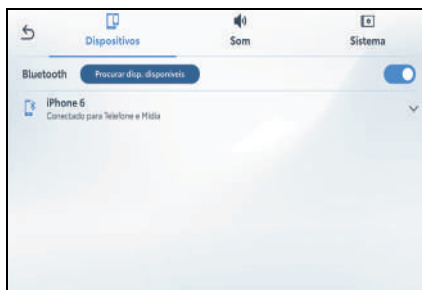 Dispositivos
Som
Sistema
Bluetooth
Procurar disp. disponíveis
iPhone 6
Conectado para Telefone e Mídia